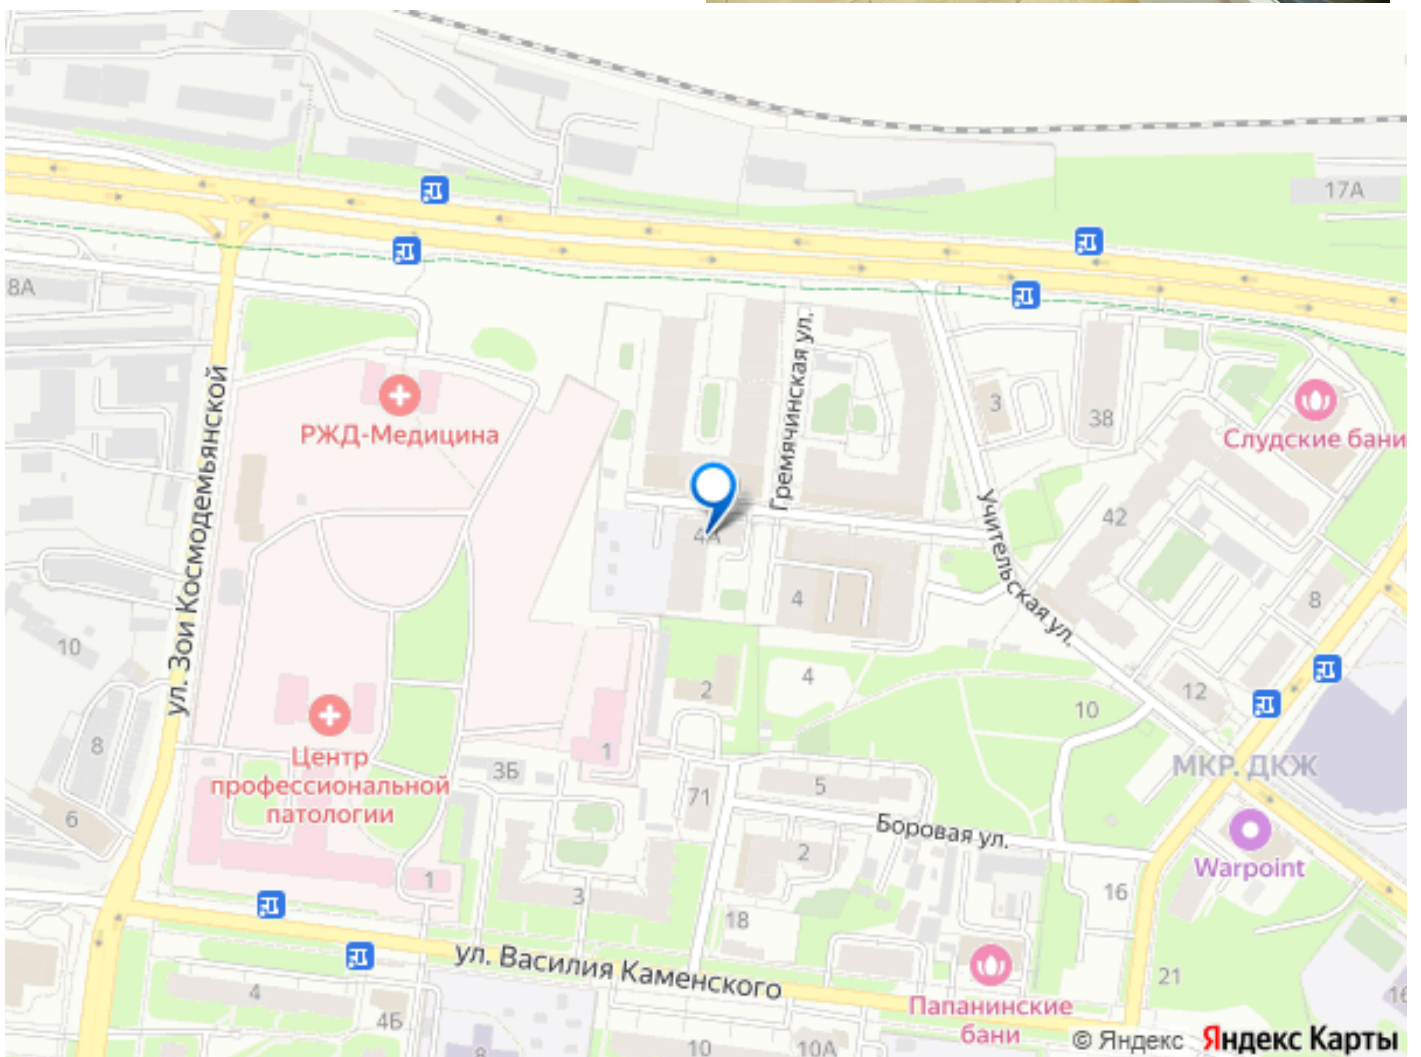 17А
8А
Гремячинская ул.
3
38
РЖД-Медицина
Слудские бани
ул. Зои Космодемьянской
42
Учительская ул.
4А
4
8
10
2
4
12
10
Центр
профессиональной
патологии
8
3Б
1
МКР. ДКЖ
6
71
5
Боровая ул.
2
Warpoint
1
3
16
18
ул. Василия Каменского
21
4
Папанинские
бани
4Б
8
10
10А
16
© Яндекс Яндекс Карты